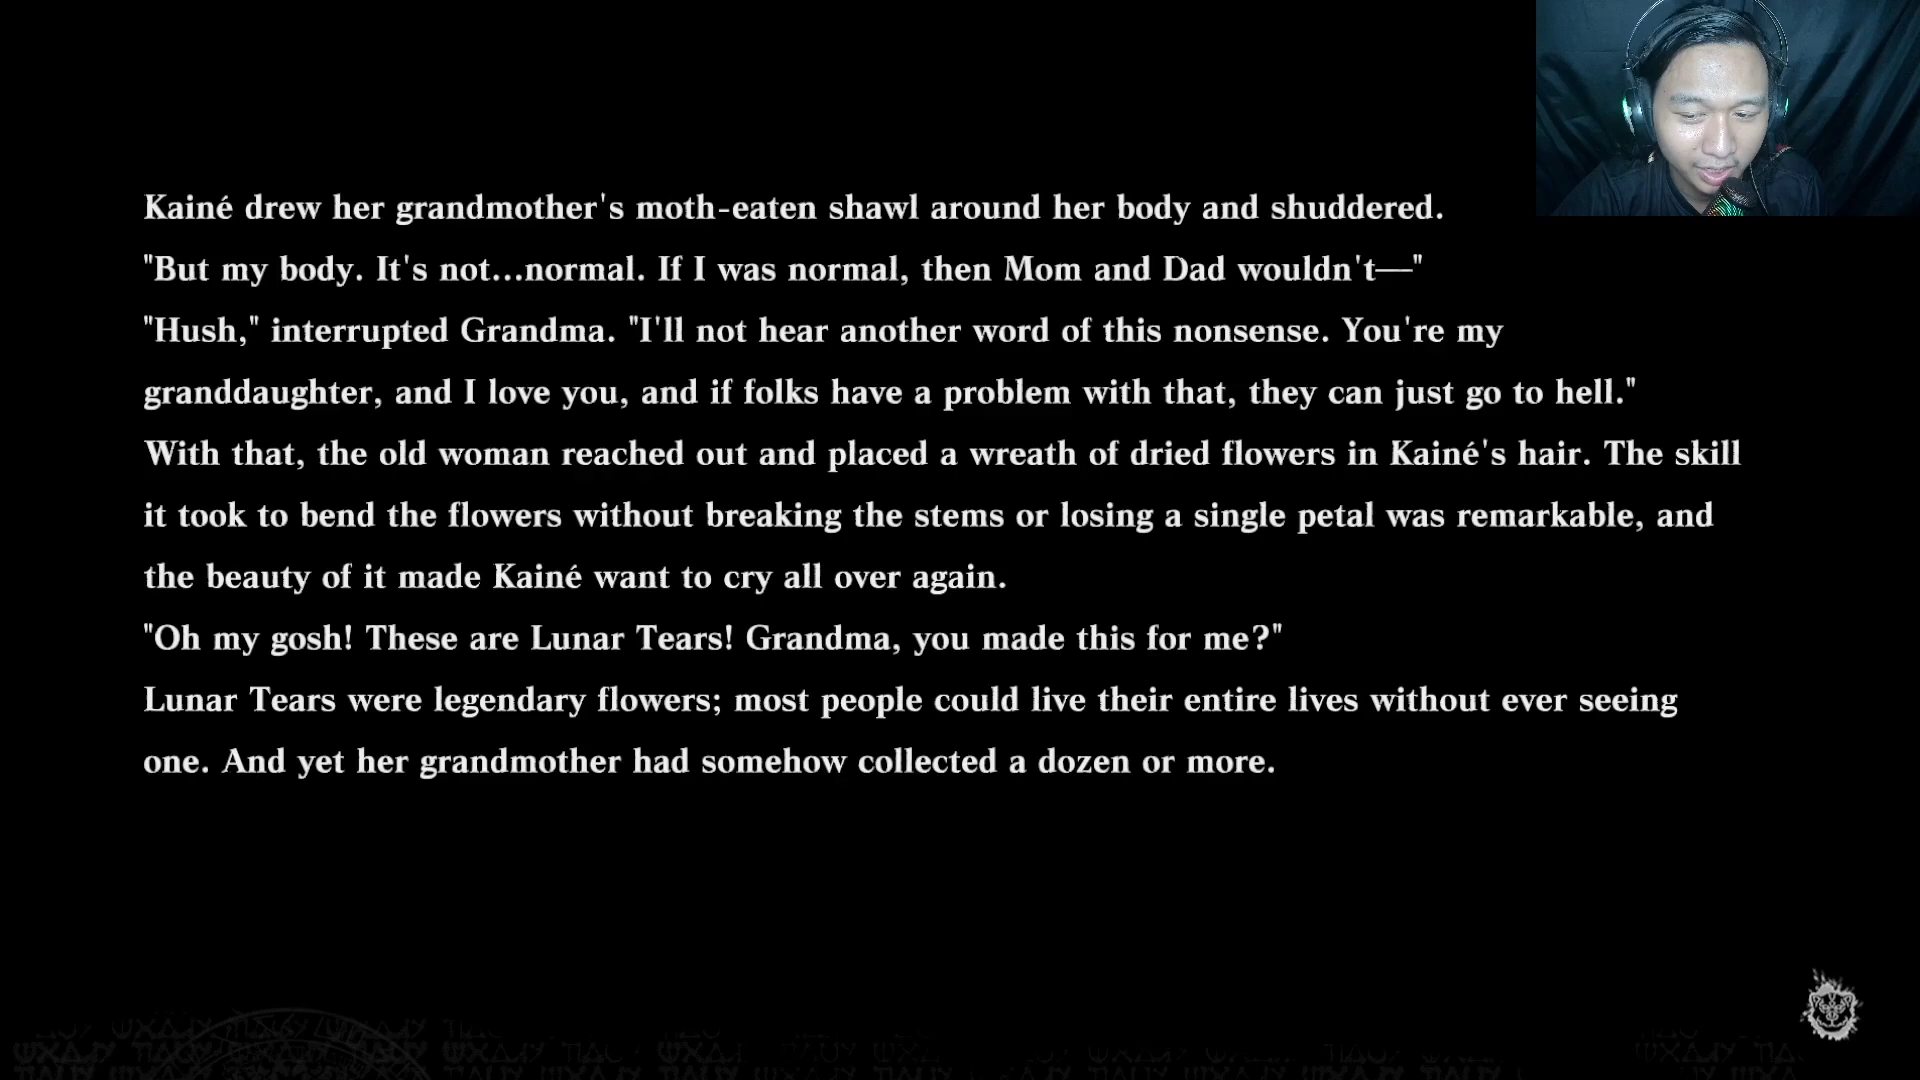 Kainé drew her grandmother's moth-eaten shawl around her body and shuddered.
"But my body. It's not...normal. If I was normal, then Mom and Dad wouldn't—"
"Hush," interrupted Grandma. "I'll not hear another word of this nonsense. You're my
granddaughter, and I love you, and if folks have a problem with that, they can just go to hell."
With that, the old woman reached out and placed a wreath of dried flowers in Kainé's hair. The skill
it took to bend the flowers without breaking the stems or losing a single petal was remarkable, and
the beauty of it made Kainé want to cry all over again.
"Oh my gosh! These are Lunar Tears! Grandma, you made this for me?"
Lunar Tears were legendary flowers; most people could live their entire lives without ever seeing
one. And yet her grandmother had somehow collected a dozen or more.